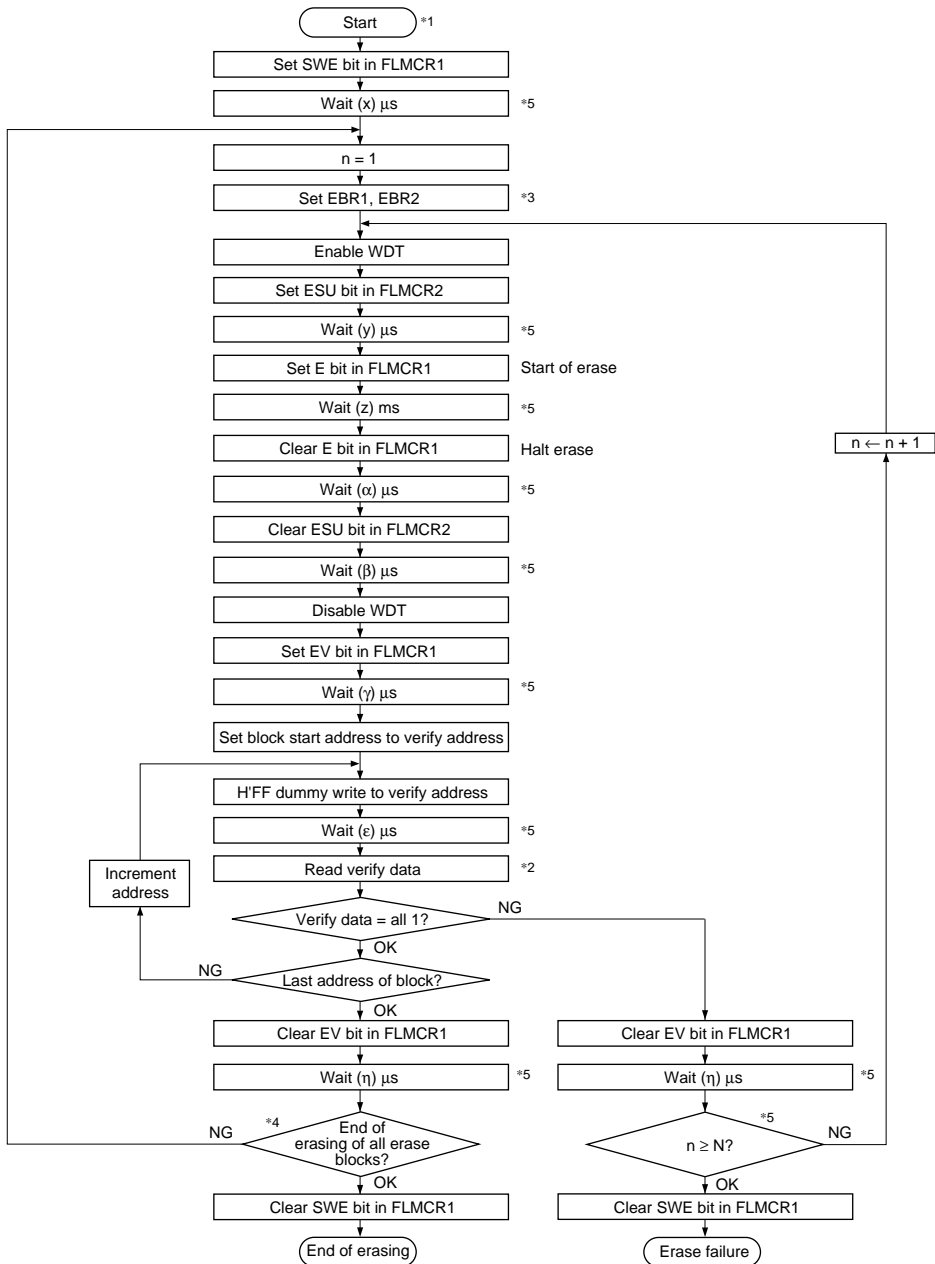 Start *1
Set SWE bit in FLMCR1
Wait (x) μs *5
n = 1
Set EBR1, EBR2 *3
Enable WDT
Set ESU bit in FLMCR2
Wait (y) μs *5
Set E bit in FLMCR1 Start of erase
Wait (z) ms *5
Clear E bit in FLMCR1 Halt erase
n ← n + 1
Wait (α) μs *5
Clear ESU bit in FLMCR2
Wait (β) μs *5
Disable WDT
Set EV bit in FLMCR1
Wait (γ) μs *5
Set block start address to verify address
H'FF dummy write to verify address
Wait (ε) μs *5
Read verify data *2
Increment
address
Verify data = all 1? NG
OK
NG Last address of block?
OK
Clear EV bit in FLMCR1
Wait (η) μs *5
NG *4 End of
erasing of all erase
blocks?
OK
Clear SWE bit in FLMCR1
End of erasing
Clear EV bit in FLMCR1
Wait (η) μs *5
n ≥ N? *5 NG
OK
Clear SWE bit in FLMCR1
Erase failure